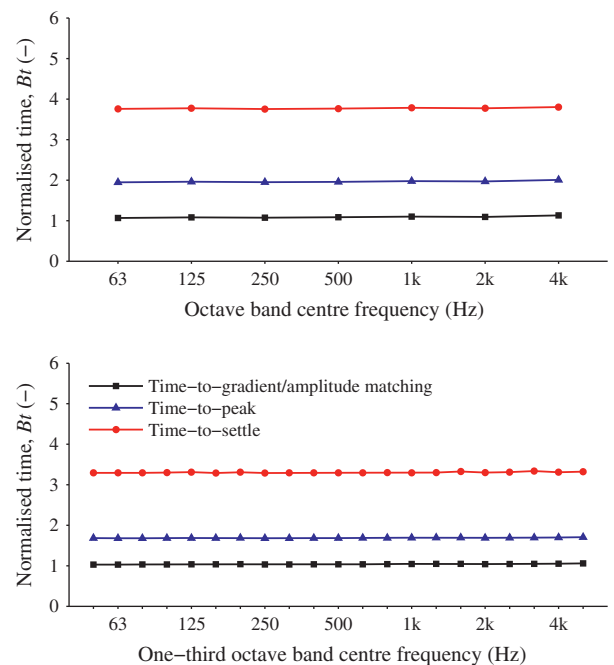 6
5
4
3
2
1
0
Normalised time, Bt (−)
63 125 250 500 1k 2k 4k
Octave band centre frequency (Hz)
6
5
4
3
2
1
0
Normalised time, Bt (−)
Time−to−gradient/amplitude matching
Time−to−peak
Time−to−settle
63 125 250 500 1k 2k 4k
One−third octave band centre frequency (Hz)